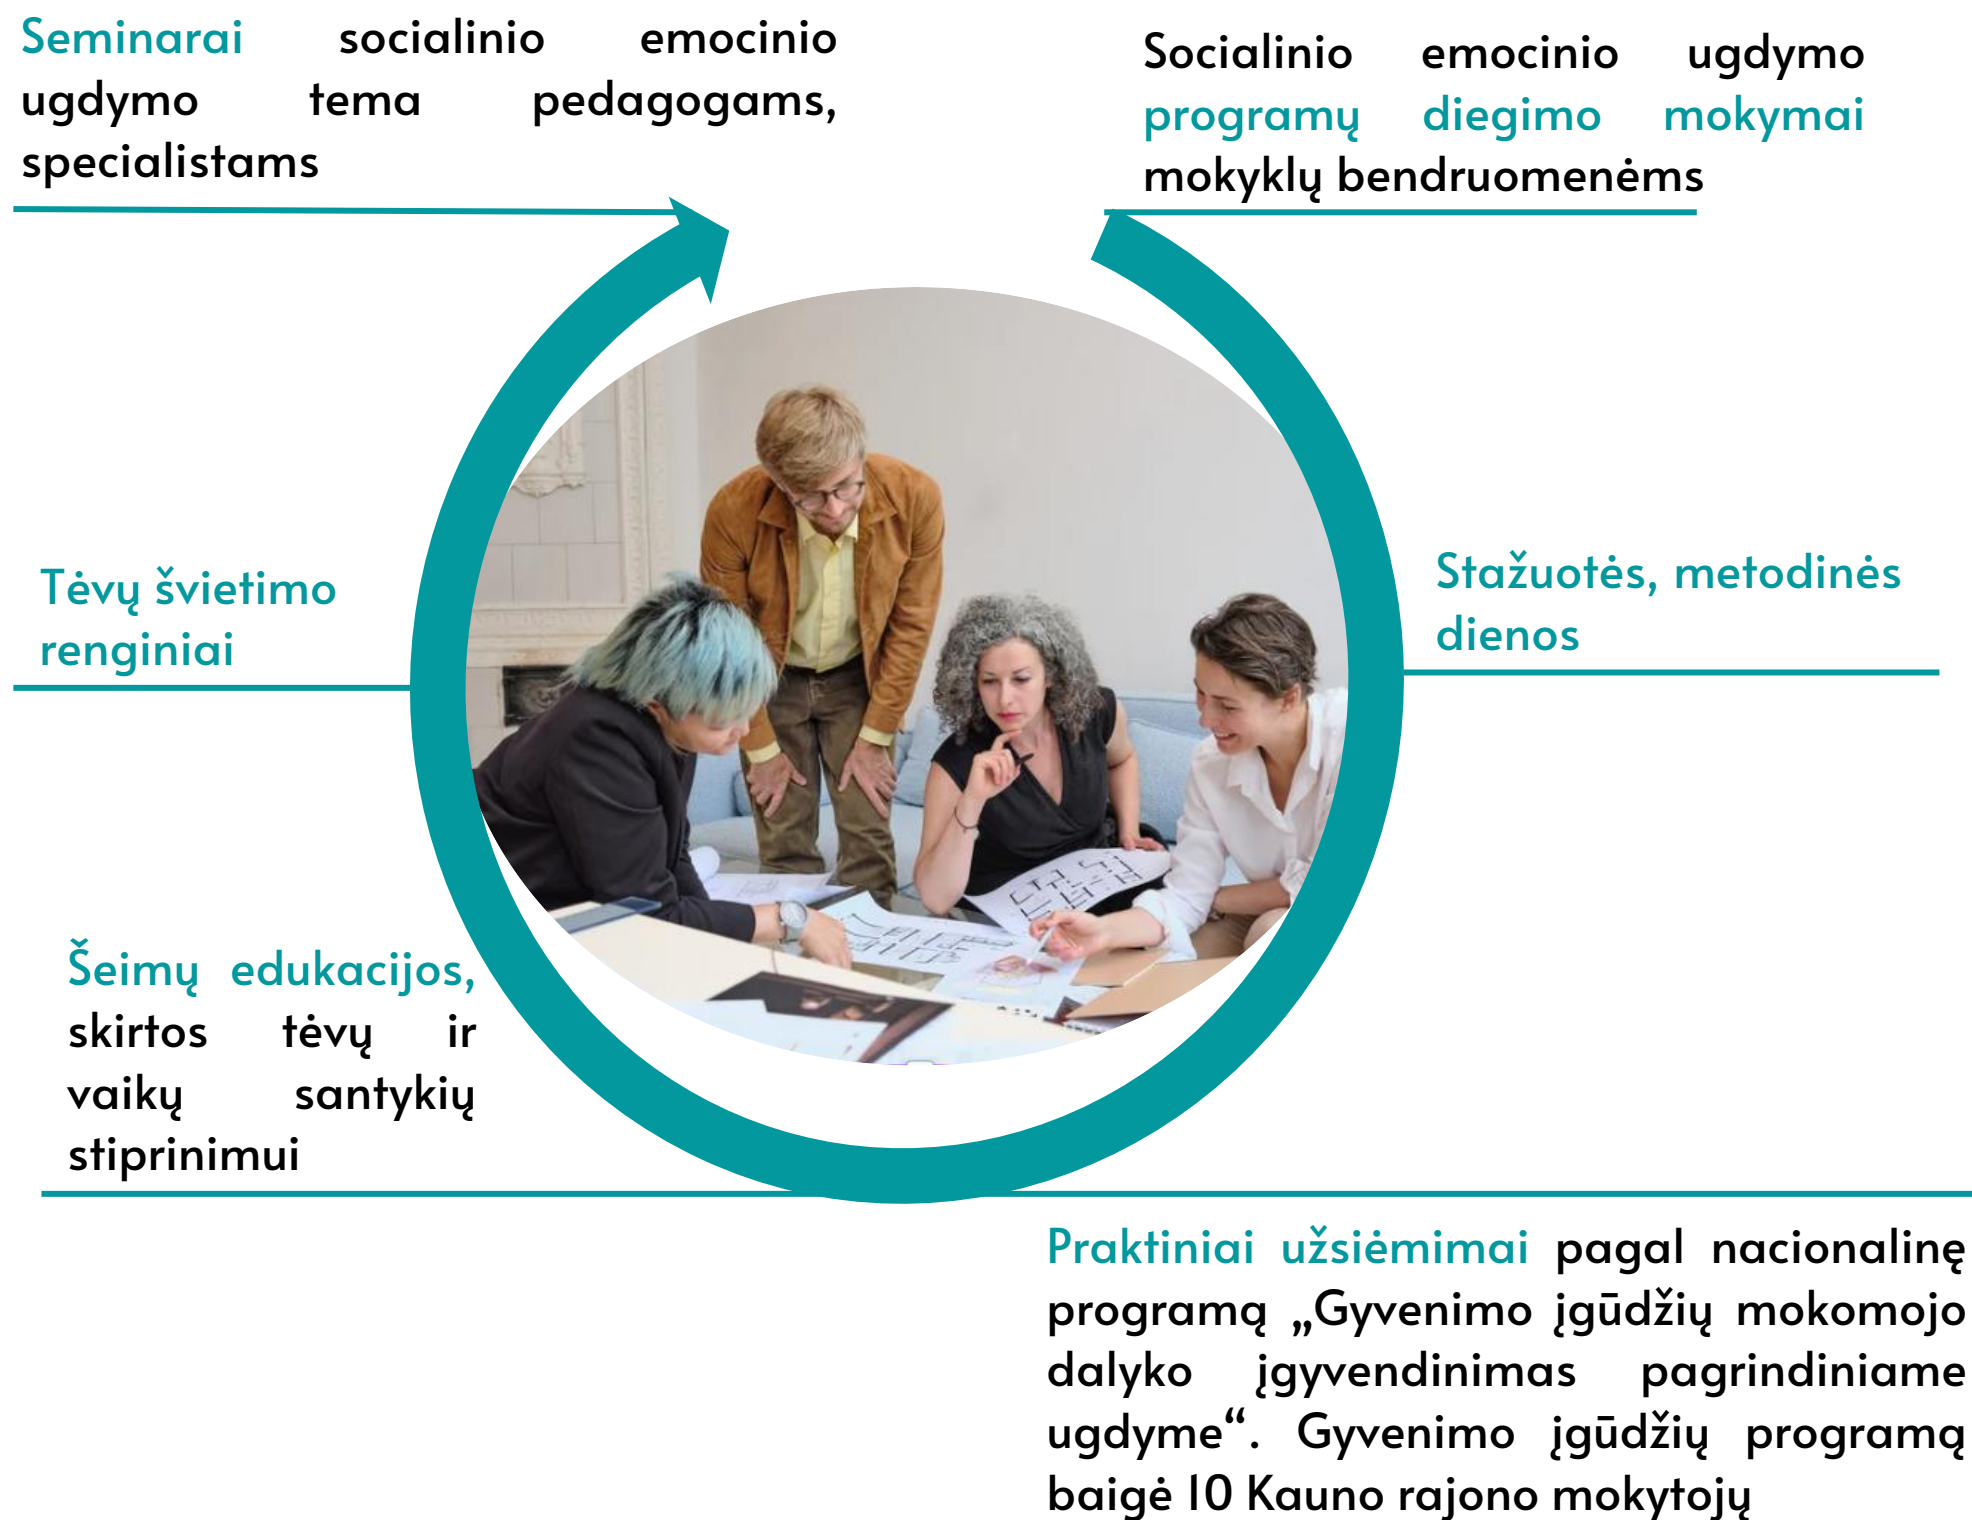 Seminarai socialinio emocinio
ugdymo tema pedagogams,
specialistams
Socialinio emocinio ugdymo
programų diegimo mokymai
mokyklų bendruomenėms
Tėvų švietimo
renginiai
Stažuotės, metodinės
dienos
Šeimų edukacijos,
skirtos tėvų ir
vaikų santykių
stiprinimui
Praktiniai užsiėmimai pagal nacionalinę
programą „Gyvenimo įgūdžių mokomojo
dalyko įgyvendinimas pagrindiniame
ugdyme“. Gyvenimo įgūdžių programą
baigė 10 Kauno rajono mokytojų